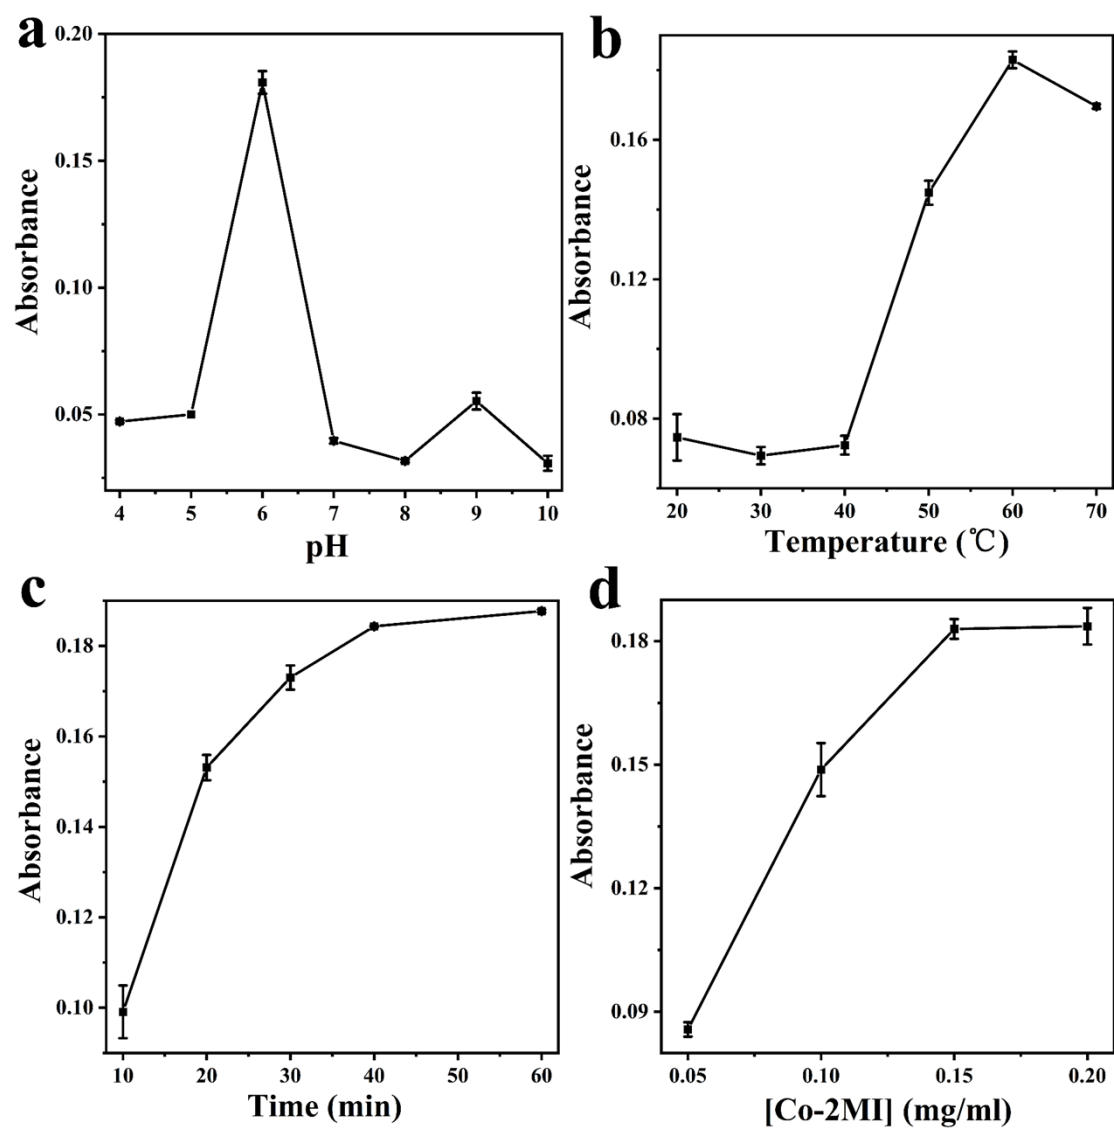 a
0.20
0.15
0.10
0.05
Absorbance
4 5 6 7 8 9 10
pH
b
0.16
0.12
0.08
Absorbance
20 30 40 50 60 70
Temperature (℃)
c
0.18
0.16
0.14
0.12
0.10
Absorbance
10 20 30 40 50 60
Time (min)
d
0.18
0.15
0.12
0.09
Absorbance
0.05 0.10 0.15 0.20
[Co-2MI] (mg/ml)